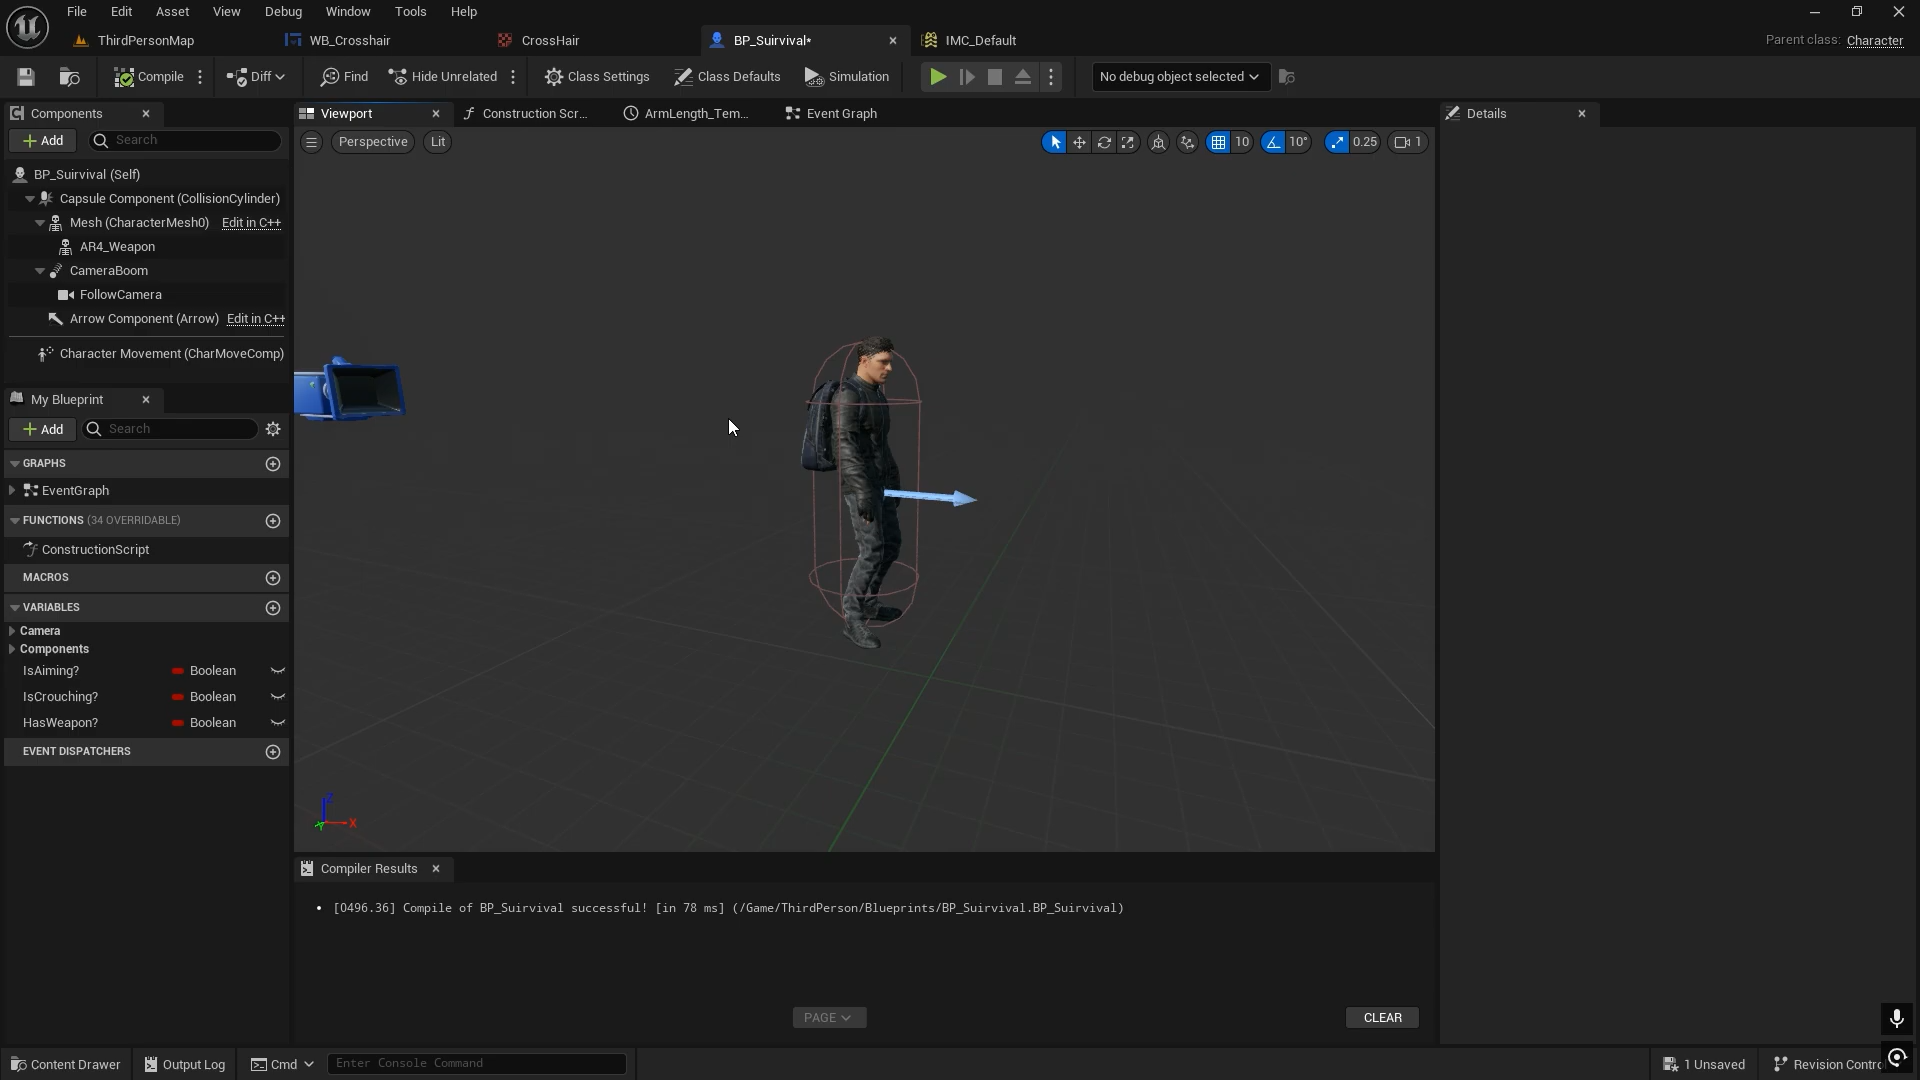 File Edit Asset View Debug Window Tools Help
ThirdPersonMap WB_Crosshair CrossHair BP_Suirvival* IMC_Default Parent class: Character
Compile Diff Find Hide Unrelated Class Settings Class Defaults Simulation No debug object selected
Components Viewport Construction Scr... ArmLength_Tem... Event Graph Details
Add Search Perspective Lit 10 10° 0.25 1
BP_Suirvival (Self)
Capsule Component (CollisionCylinder)
Mesh (CharacterMesh0) Edit in C++
AR4_Weapon
CameraBoom
FollowCamera
Arrow Component (Arrow) Edit in C++
Character Movement (CharMoveComp)
My Blueprint
Add Search
GRAPHS
EventGraph
FUNCTIONS (34 OVERRIDABLE)
ConstructionScript
MACROS
VARIABLES
Camera
Components
IsAiming? Boolean
IsCrouching? Boolean
HasWeapon? Boolean
EVENT DISPATCHERS
Z
Y X
Compiler Results
• [0496.36] Compile of BP_Suirvival successful! [in 78 ms] (/Game/ThirdPerson/Blueprints/BP_Suirvival.BP_Suirvival)
PAGE CLEAR
Content Drawer Output Log Cmd Enter Console Command 1 Unsaved Revision Contro